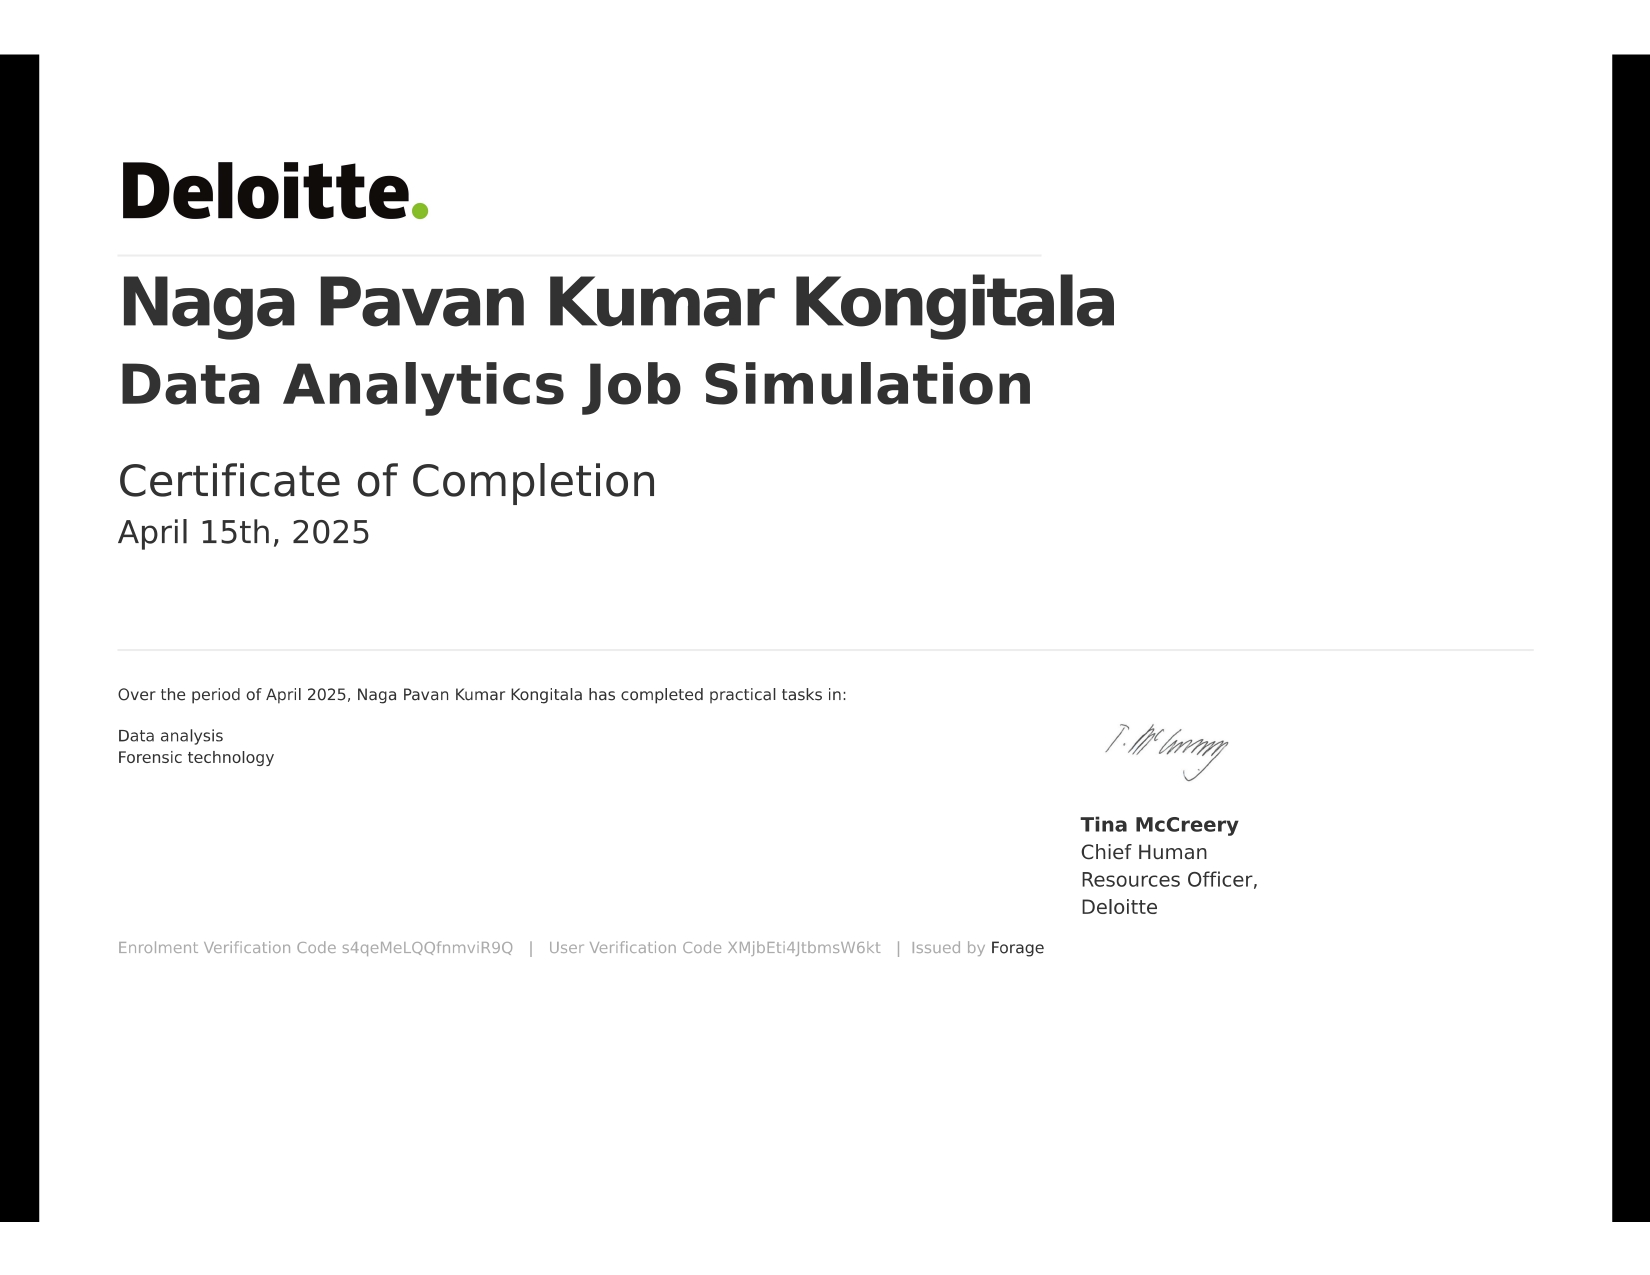 Deloitte.
Naga Pavan Kumar Kongitala
Data Analytics Job Simulation
Certificate of Completion
April 15th, 2025
Over the period of April 2025, Naga Pavan Kumar Kongitala has completed practical tasks in:
Data analysis
Forensic technology
T. McCreery
Tina McCreery
Chief Human
Resources Officer,
Deloitte
Enrolment Verification Code s4qeMeLQQfnmviR9Q | User Verification Code XMjbEti4JtbmsW6kt | Issued by Forage